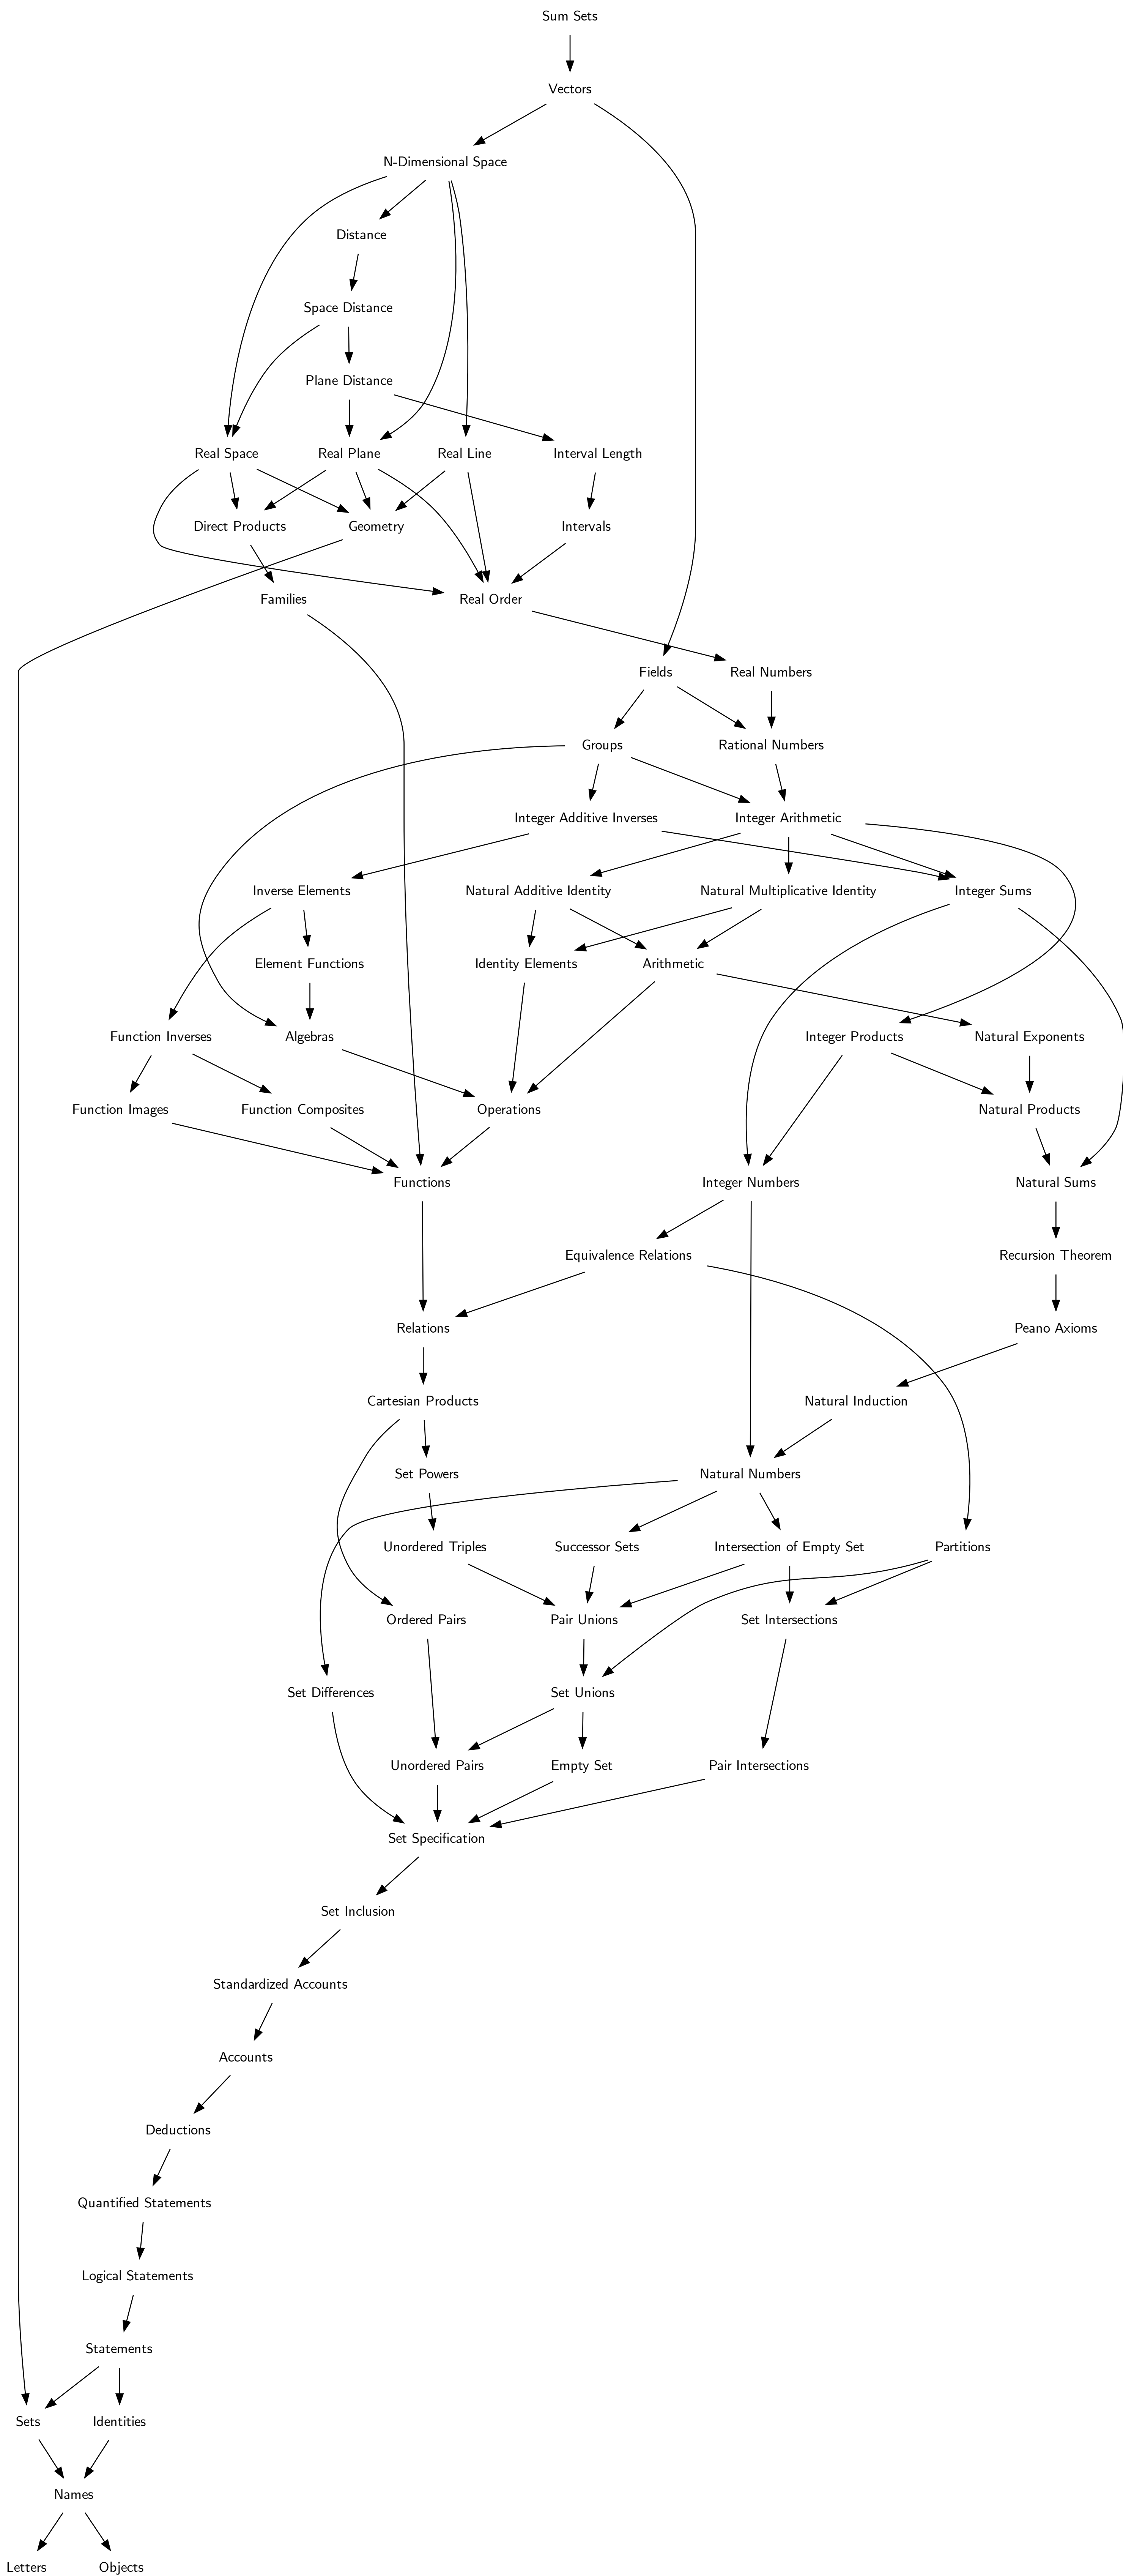 Sum Sets
Vectors
N-Dimensional Space
Distance
Space Distance
Plane Distance
Real Space
Real Plane
Real Line
Interval Length
Direct Products
Geometry
Intervals
Families
Real Order
Fields
Real Numbers
Groups
Rational Numbers
Integer Additive Inverses
Integer Arithmetic
Inverse Elements
Natural Additive Identity
Natural Multiplicative Identity
Integer Sums
Element Functions
Identity Elements
Arithmetic
Function Inverses
Algebras
Integer Products
Natural Exponents
Function Images
Function Composites
Operations
Natural Products
Functions
Integer Numbers
Natural Sums
Equivalence Relations
Recursion Theorem
Relations
Peano Axioms
Cartesian Products
Natural Induction
Set Powers
Natural Numbers
Unordered Triples
Successor Sets
Intersection of Empty Set
Partitions
Ordered Pairs
Pair Unions
Set Intersections
Set Differences
Set Unions
Unordered Pairs
Empty Set
Pair Intersections
Set Specification
Set Inclusion
Standardized Accounts
Accounts
Deductions
Quantified Statements
Logical Statements
Statements
Sets
Identities
Names
Letters
Objects